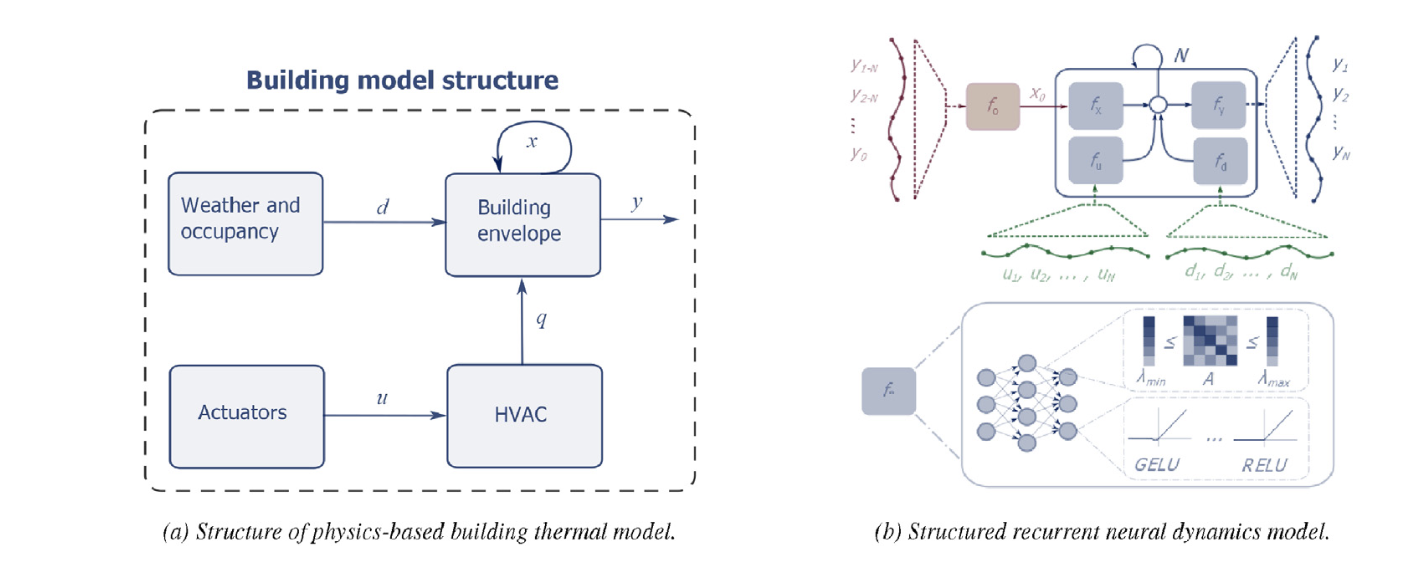 Building model structure
x
Weather and
occupancy
d
Building
envelope
y
q
Actuators
u
HVAC
(a) Structure of physics-based building thermal model.
y1-N
y2-N
⋮
y0
fo
x0
N
fx
fy
fu
fd
y1
y2
⋮
yN
u1, u2, ... , uN
d1, d2, ... , dN
f*
≤ ≤
λmin A λmax
...
GELU RELU
(b) Structured recurrent neural dynamics model.